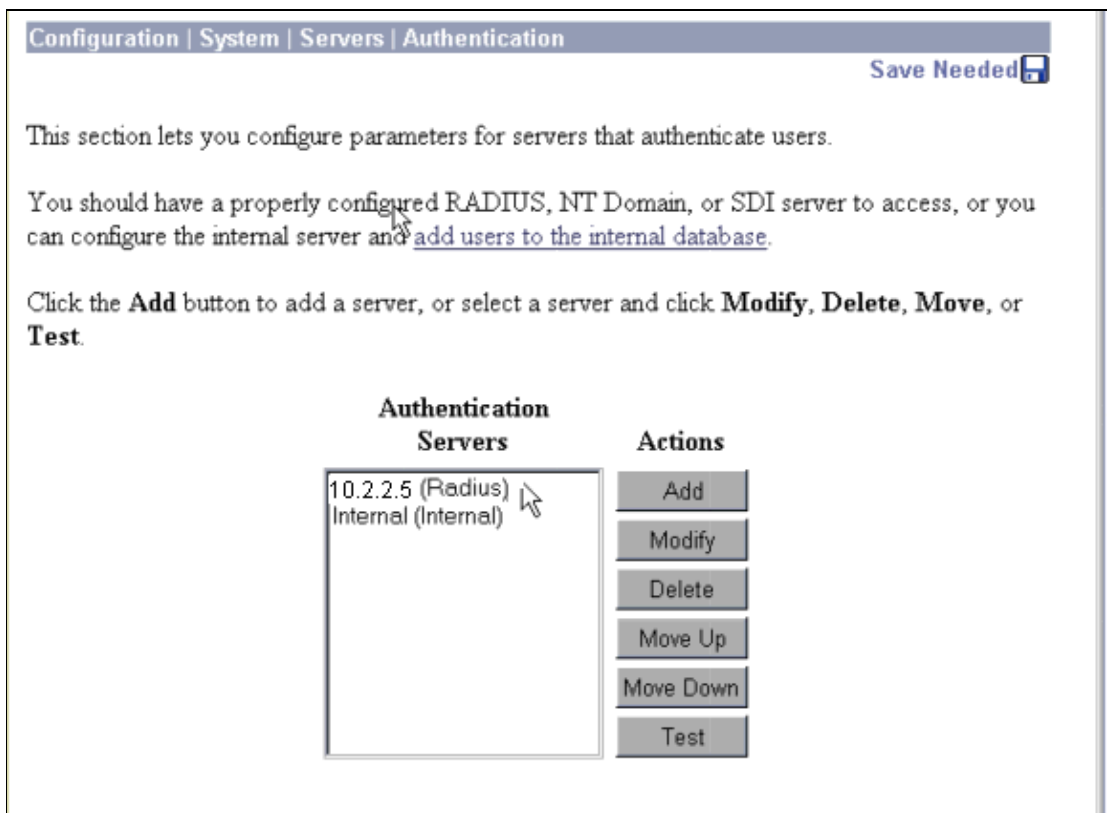 Configuration | System | Servers | Authentication
Save Needed
This section lets you configure parameters for servers that authenticate users.
You should have a properly configured RADIUS, NT Domain, or SDI server to access, or you
can configure the internal server and add users to the internal database.
Click the Add button to add a server, or select a server and click Modify, Delete, Move, or
Test.
Authentication
Servers
Actions
10.2.2.5 (Radius)
Internal (Internal)
Add
Modify
Delete
Move Up
Move Down
Test